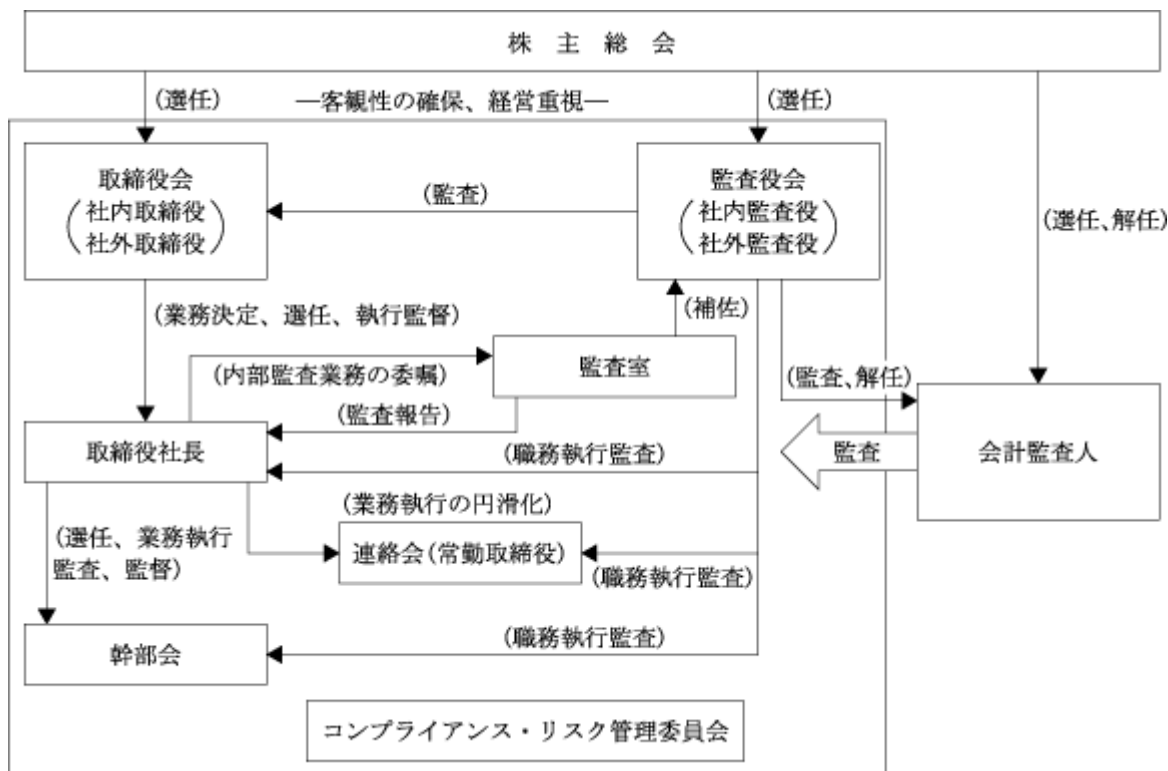 株主総会
(選任)
―客観性の確保、経営重視―
(選任)
取締役会
(社内取締役
社外取締役)
(監査)
監査役会
(社内監査役
社外監査役)
(選任、解任)
(業務決定、選任、執行監督)
(補佐)
監査室
(内部監査業務の委嘱)
(監査、解任)
(監査報告)
取締役社長
(職務執行監査)
監査
会計監査人
(業務執行の円滑化)
(選任、業務執行
監査、監督)
連絡会(常勤取締役)
(職務執行監査)
幹部会
(職務執行監査)
コンプライアンス・リスク管理委員会